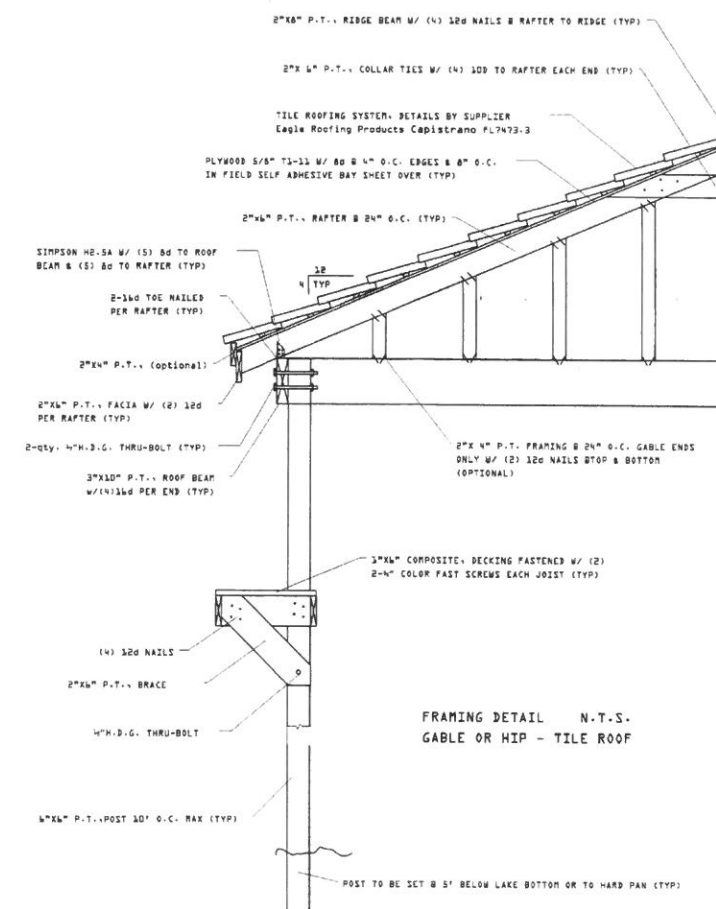 2"X8" P.T., RIDGE BEAM W/ (4) 12d NAILS @ RAFTER TO RIDGE (TYP)
2"X 6" P.T., COLLAR TIES W/ (4) 10D TO RAFTER EACH END (TYP)
TILE ROOFING SYSTEM, DETAILS BY SUPPLIER
Eagle Roofing Products Capistrano FL7473.3
PLYWOOD 5/8" T1-11 W/ 8d @ 4" O.C. EDGES & 8" O.C.
IN FIELD SELF ADHESIVE BAY SHEET OVER (TYP)
2"x6" P.T., RAFTER @ 24" O.C. (TYP)
SIMPSON H2.5A W/ (5) 8d TO ROOF
BEAM & (5) 8d TO RAFTER (TYP)
12
4 TYP
2-16d TOE NAILED
PER RAFTER (TYP)
2"X4" P.T., (optional)
2"X6" P.T., FACIA W/ (2) 12d
PER RAFTER (TYP)
2-qty. H.D.G. THRU-BOLT (TYP)
3"X10" P.T., ROOF BEAM
w/(4)16d PER END (TYP)
2"X 4" P.T. FRAMING @ 24" O.C. GABLE ENDS
ONLY W/ (2) 12d NAILS @TOP & BOTTOM
(OPTIONAL)
1"X6" COMPOSITE, DECKING FASTENED W/ (2)
COLOR FAST SCREWS EACH JOIST (TYP)
(4) 12d NAILS
2"X6" P.T., BRACE
H.D.G. THRU-BOLT
FRAMING DETAIL N.T.S.
GABLE OR HIP - TILE ROOF
6"X6" P.T.,POST 10' O.C. MAX (TYP)
POST TO BE SET @ 5' BELOW LAKE BOTTOM OR TO HARD PAN (TYP)